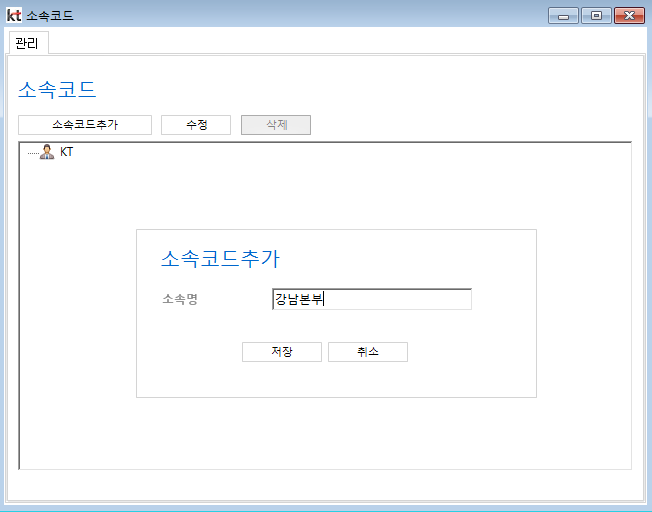 kt 소속코드
관리
소속코드
소속코드추가 수정 삭제
KT
소속코드추가
소속명 강남본부
저장 취소